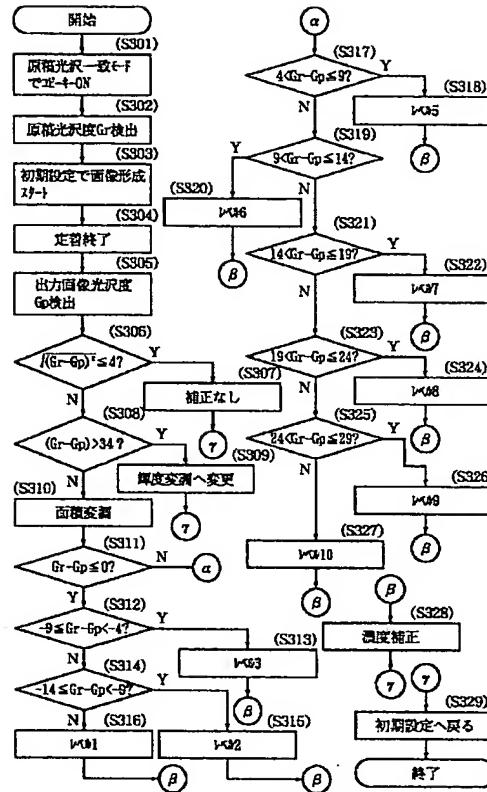 開始
(S301)
原稿光沢一致モード
でコピーキーON
(S302)
原稿光沢度Gr検出
(S303)
初期設定で画像形成
スタート
(S304)
定着終了
(S305)
出力画像光沢度
Gp検出
(S306)
√(Gr-Gp)²≦4?
Y
N
(S307)
補正なし
γ
(S308)
(Gr-Gp)>34?
Y
N
(S309)
輝度変調へ変更
γ
(S310)
面積変調
(S311)
Gr-Gp≦0?
N
α
Y
(S312)
-9≦Gr-Gp<-4?
Y
N
(S313)
レベル3
β
(S314)
-14≦Gr-Gp<-9?
Y
N
(S316)
レベル1
β
(S315)
レベル2
β
α
(S317)
4<Gr-Gp≦9?
Y
N
(S318)
レベル5
β
(S319)
9<Gr-Gp≦14?
Y
N
(S320)
レベル6
β
(S321)
14<Gr-Gp≦19?
Y
N
(S322)
レベル7
β
(S323)
19<Gr-Gp≦24?
Y
N
(S324)
レベル8
β
(S325)
24<Gr-Gp≦29?
Y
N
(S326)
レベル9
β
(S327)
レベル10
β
β
(S328)
濃度補正
γ
γ
(S329)
初期設定へ戻る
終了